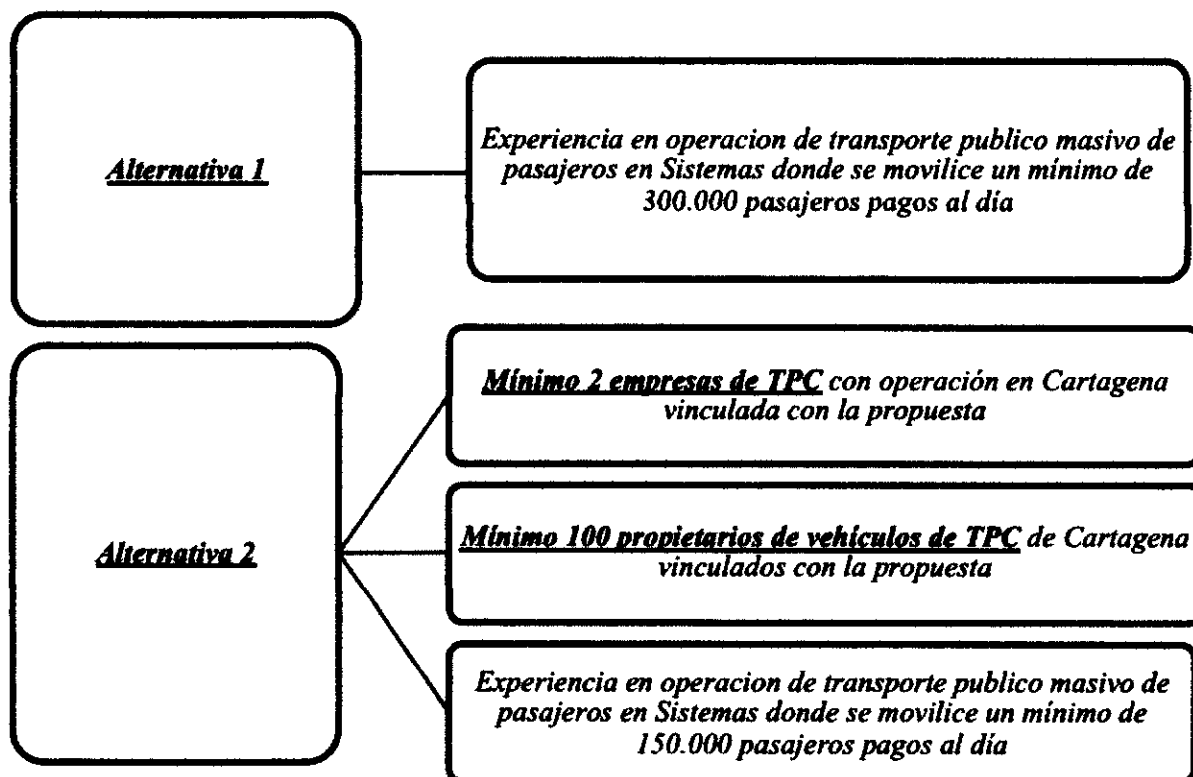 Alternativa 1
Experiencia en operacion de transporte publico masivo de
pasajeros en Sistemas donde se movilice un mínimo de
300.000 pasajeros pagos al día
Alternativa 2
Mínimo 2 empresas de TPC con operación en Cartagena
vinculada con la propuesta
Mínimo 100 propietarios de vehículos de TPC de Cartagena
vinculados con la propuesta
Experiencia en operacion de transporte publico masivo de
pasajeros en Sistemas donde se movilice un mínimo de
150.000 pasajeros pagos al día